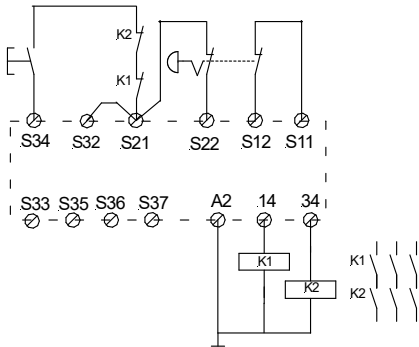 K2
K1
S34 S32 S21 S22 S12 S11
S33 S35 S36 S37 A2 14 34
K1
K2
K1
K2